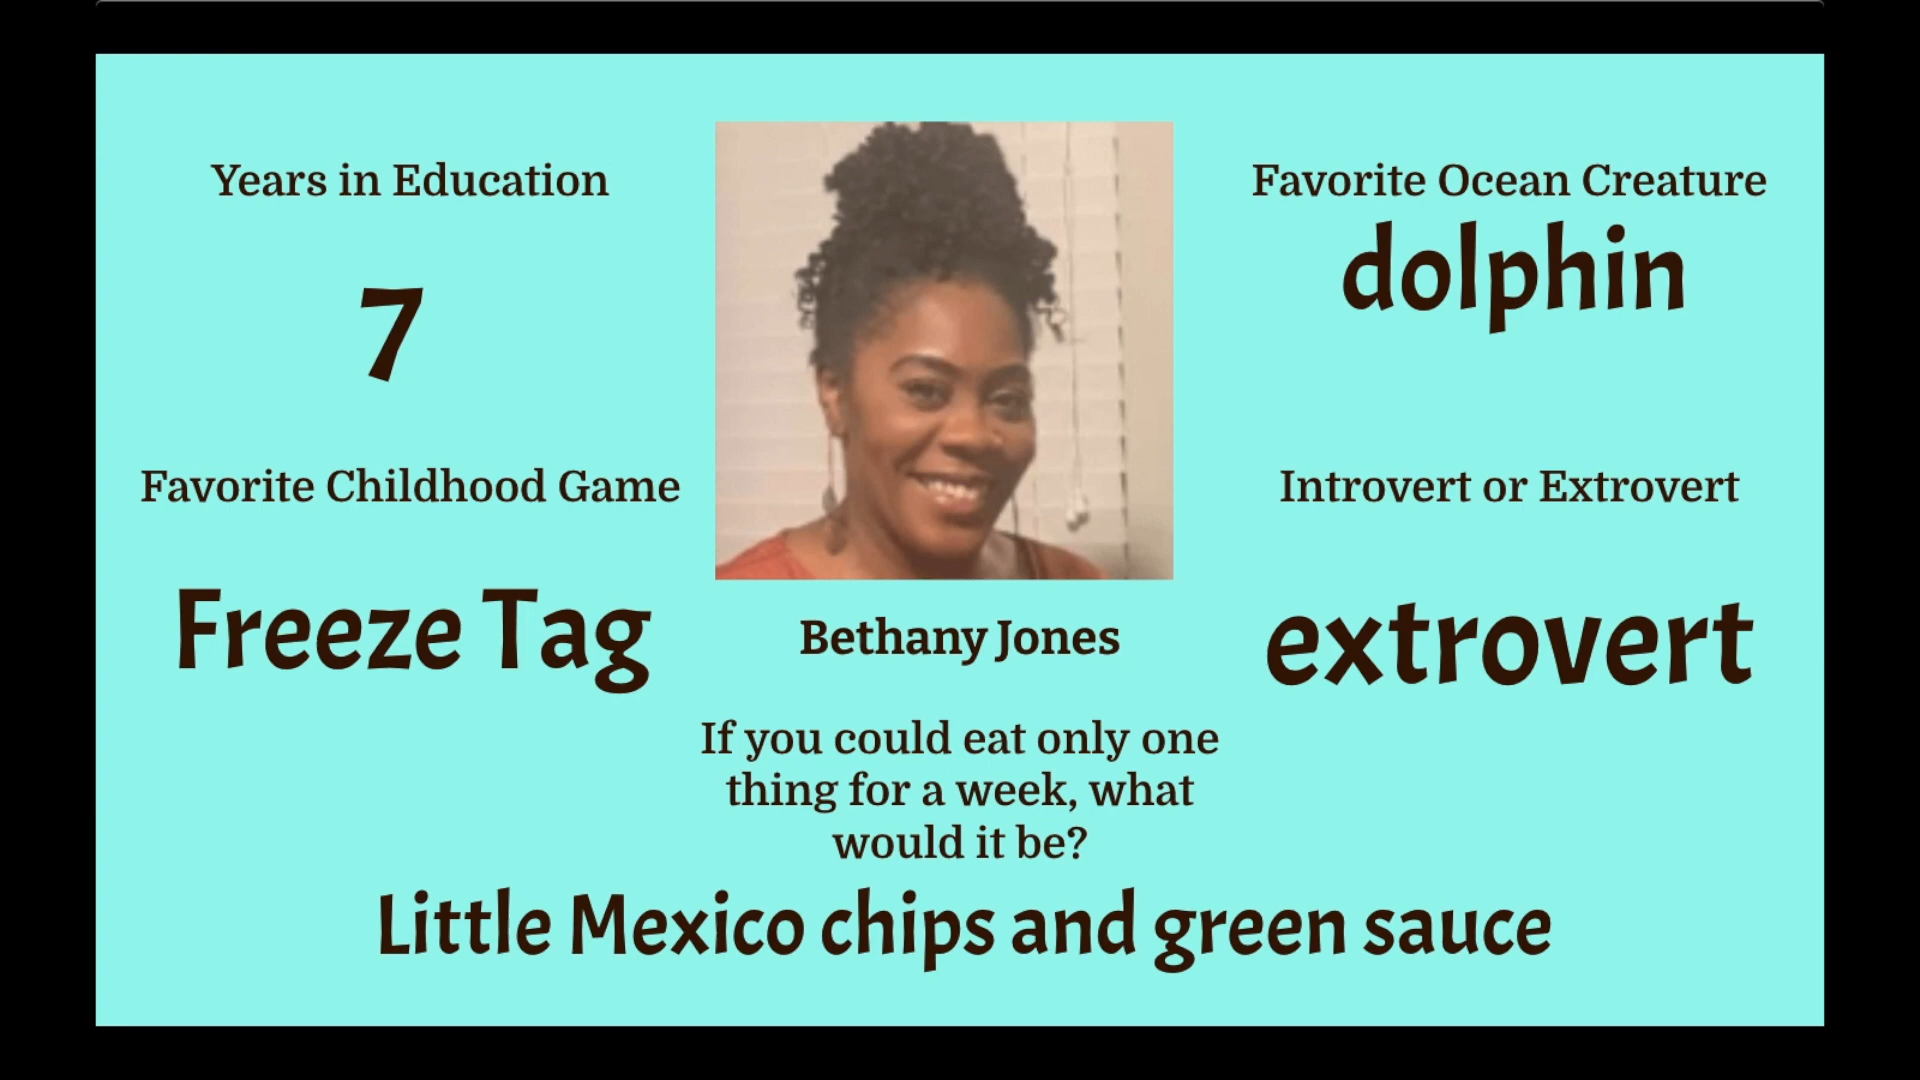 Years in Education
7
Favorite Childhood Game
Freeze Tag
Favorite Ocean Creature
dolphin
Introvert or Extrovert
extrovert
Bethany Jones
If you could eat only one
thing for a week, what
would it be?
Little Mexico chips and green sauce